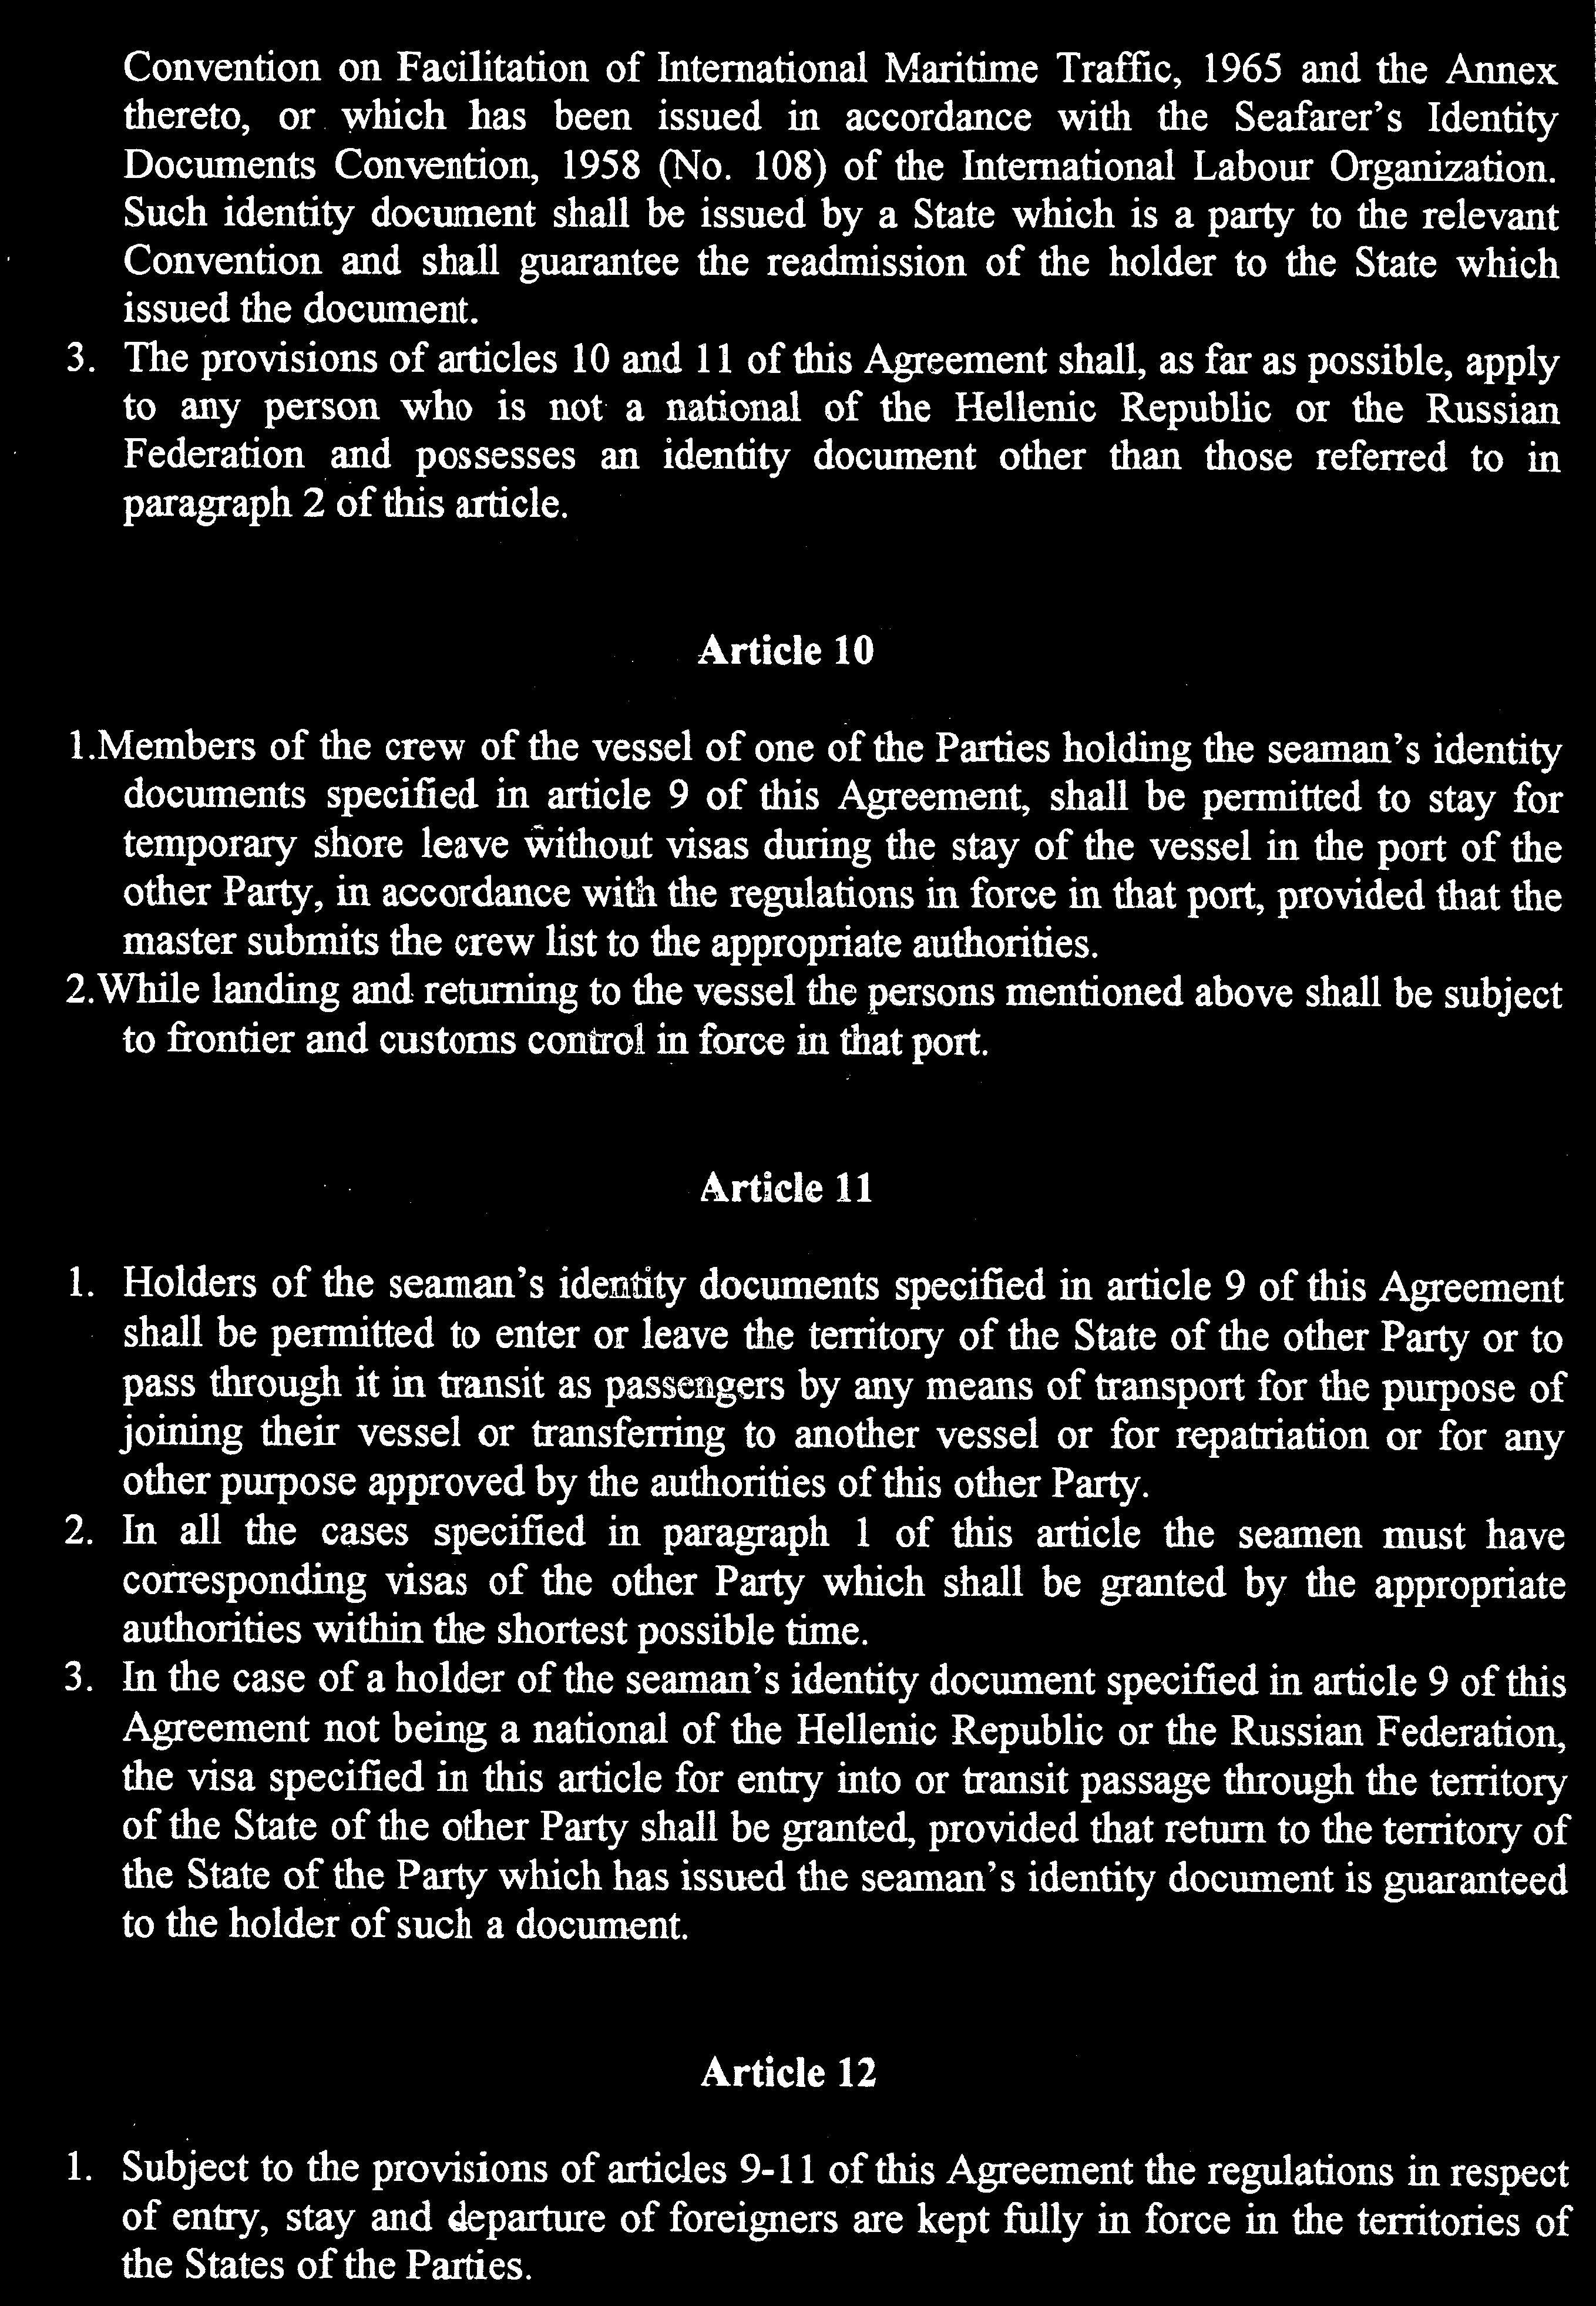 Convention on Facilitation of International Maritime Traffic, 1965 and the Annex
thereto, or which has been issued in accordance with the Seafarer's Identity
Documents Convention, 1958 (No. 108) of the International Labour Organization.
Such identity document shall be issued by a State which is a party to the relevant
Convention and shall guarantee the readmission of the holder to the State which
issued the document.
3. The provisions of articles 10 and 11 of this Agreement shall, as far as possible, apply
to any person who is not a national of the Hellenic Republic or the Russian
Federation and possesses an identity document other than those referred to in
paragraph 2 of this article.
Article 10
1.Members of the crew of the vessel of one of the Parties holding the seaman's identity
documents specified in article 9 of this Agreement, shall be permitted to stay for
temporary shore leave without visas during the stay of the vessel in the port of the
other Party, in accordance with the regulations in force in that port, provided that the
master submits the crew list to the appropriate authorities.
2.While landing and returning to the vessel the persons mentioned above shall be subject
to frontier and customs control in force in that port.
Article 11
1. Holders of the seaman's identity documents specified in article 9 of this Agreement
shall be permitted to enter or leave the territory of the State of the other Party or to
pass through it in transit as passengers by any means of transport for the purpose of
joining their vessel or transferring to another vessel or for repatriation or for any
other purpose approved by the authorities of this other Party.
2. In all the cases specified in paragraph 1 of this article the seamen must have
corresponding visas of the other Party which shall be granted by the appropriate
authorities within the shortest possible time.
3. In the case of a holder of the seaman's identity document specified in article 9 of this
Agreement not being a national of the Hellenic Republic or the Russian Federation,
the visa specified in this article for entry into or transit passage through the territory
of the State of the other Party shall be granted, provided that return to the territory of
the State of the Party which has issued the seaman's identity document is guaranteed
to the holder of such a document.
Article 12
1. Subject to the provisions of articles 9-11 of this Agreement the regulations in respect
of entry, stay and departure of foreigners are kept fully in force in the territories of
the States of the Parties.